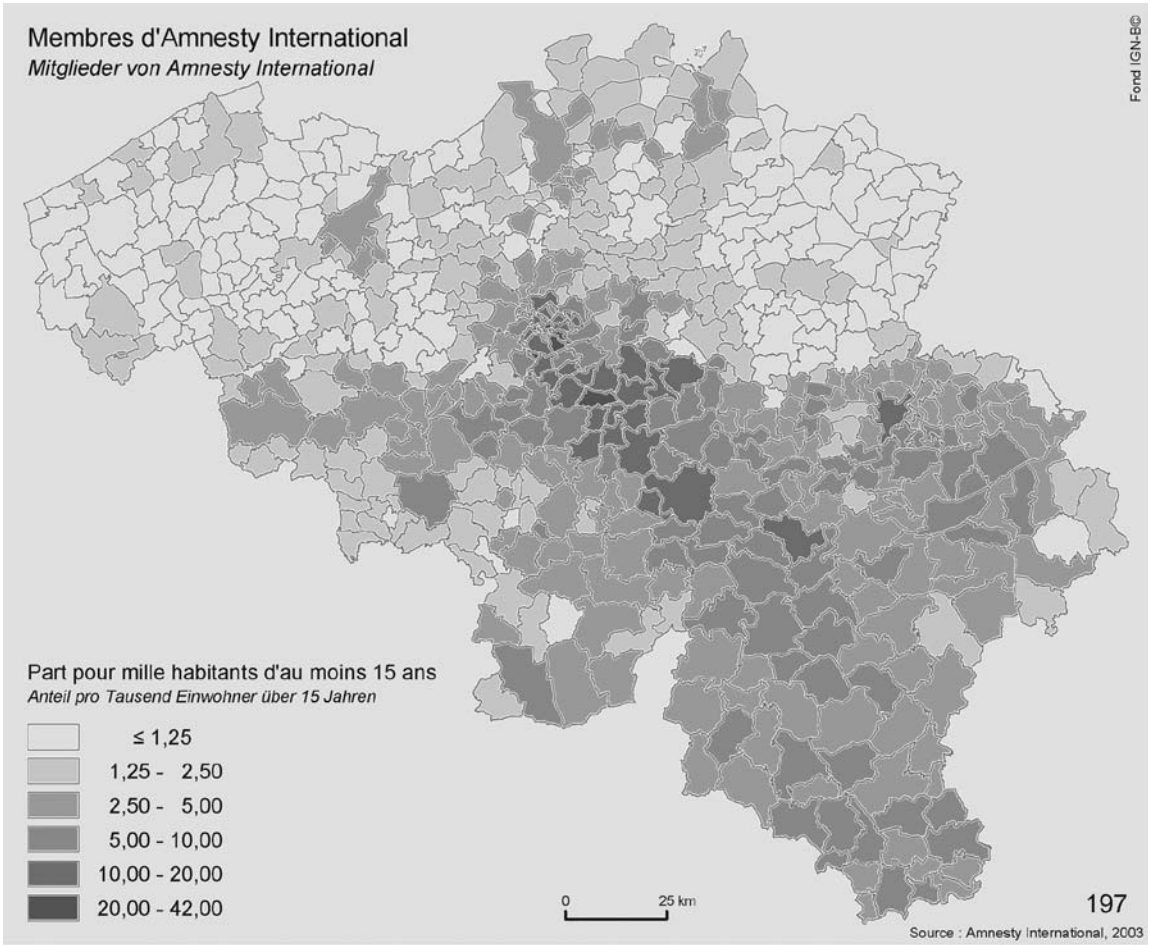 Membres d'Amnesty International
Mitglieder von Amnesty International
Fond IGN-B©
Part pour mille habitants d'au moins 15 ans
Anteil pro Tausend Einwohner über 15 Jahren
≤ 1,25
1,25 - 2,50
2,50 - 5,00
5,00 - 10,00
10,00 - 20,00
20,00 - 42,00
0 25 km
197
Source : Amnesty International, 2003